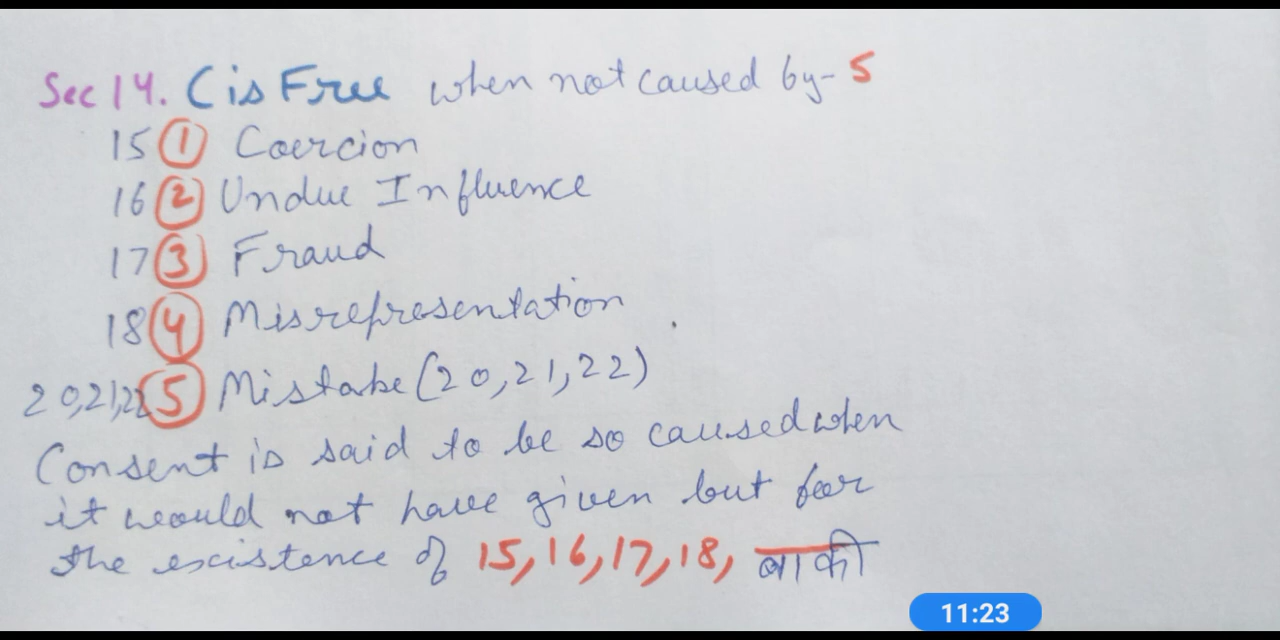 Sec 14. C is Free when not caused by- 5
15 1 Coercion
16 2 Undue Influence
17 3 Fraud
18 4 Misrepresentation
20,21,22 5 Mistake (20,21,22)
Consent is said to be so caused when
it would not have given but for
the existence of 15,16,17,18, बाकी
11:23